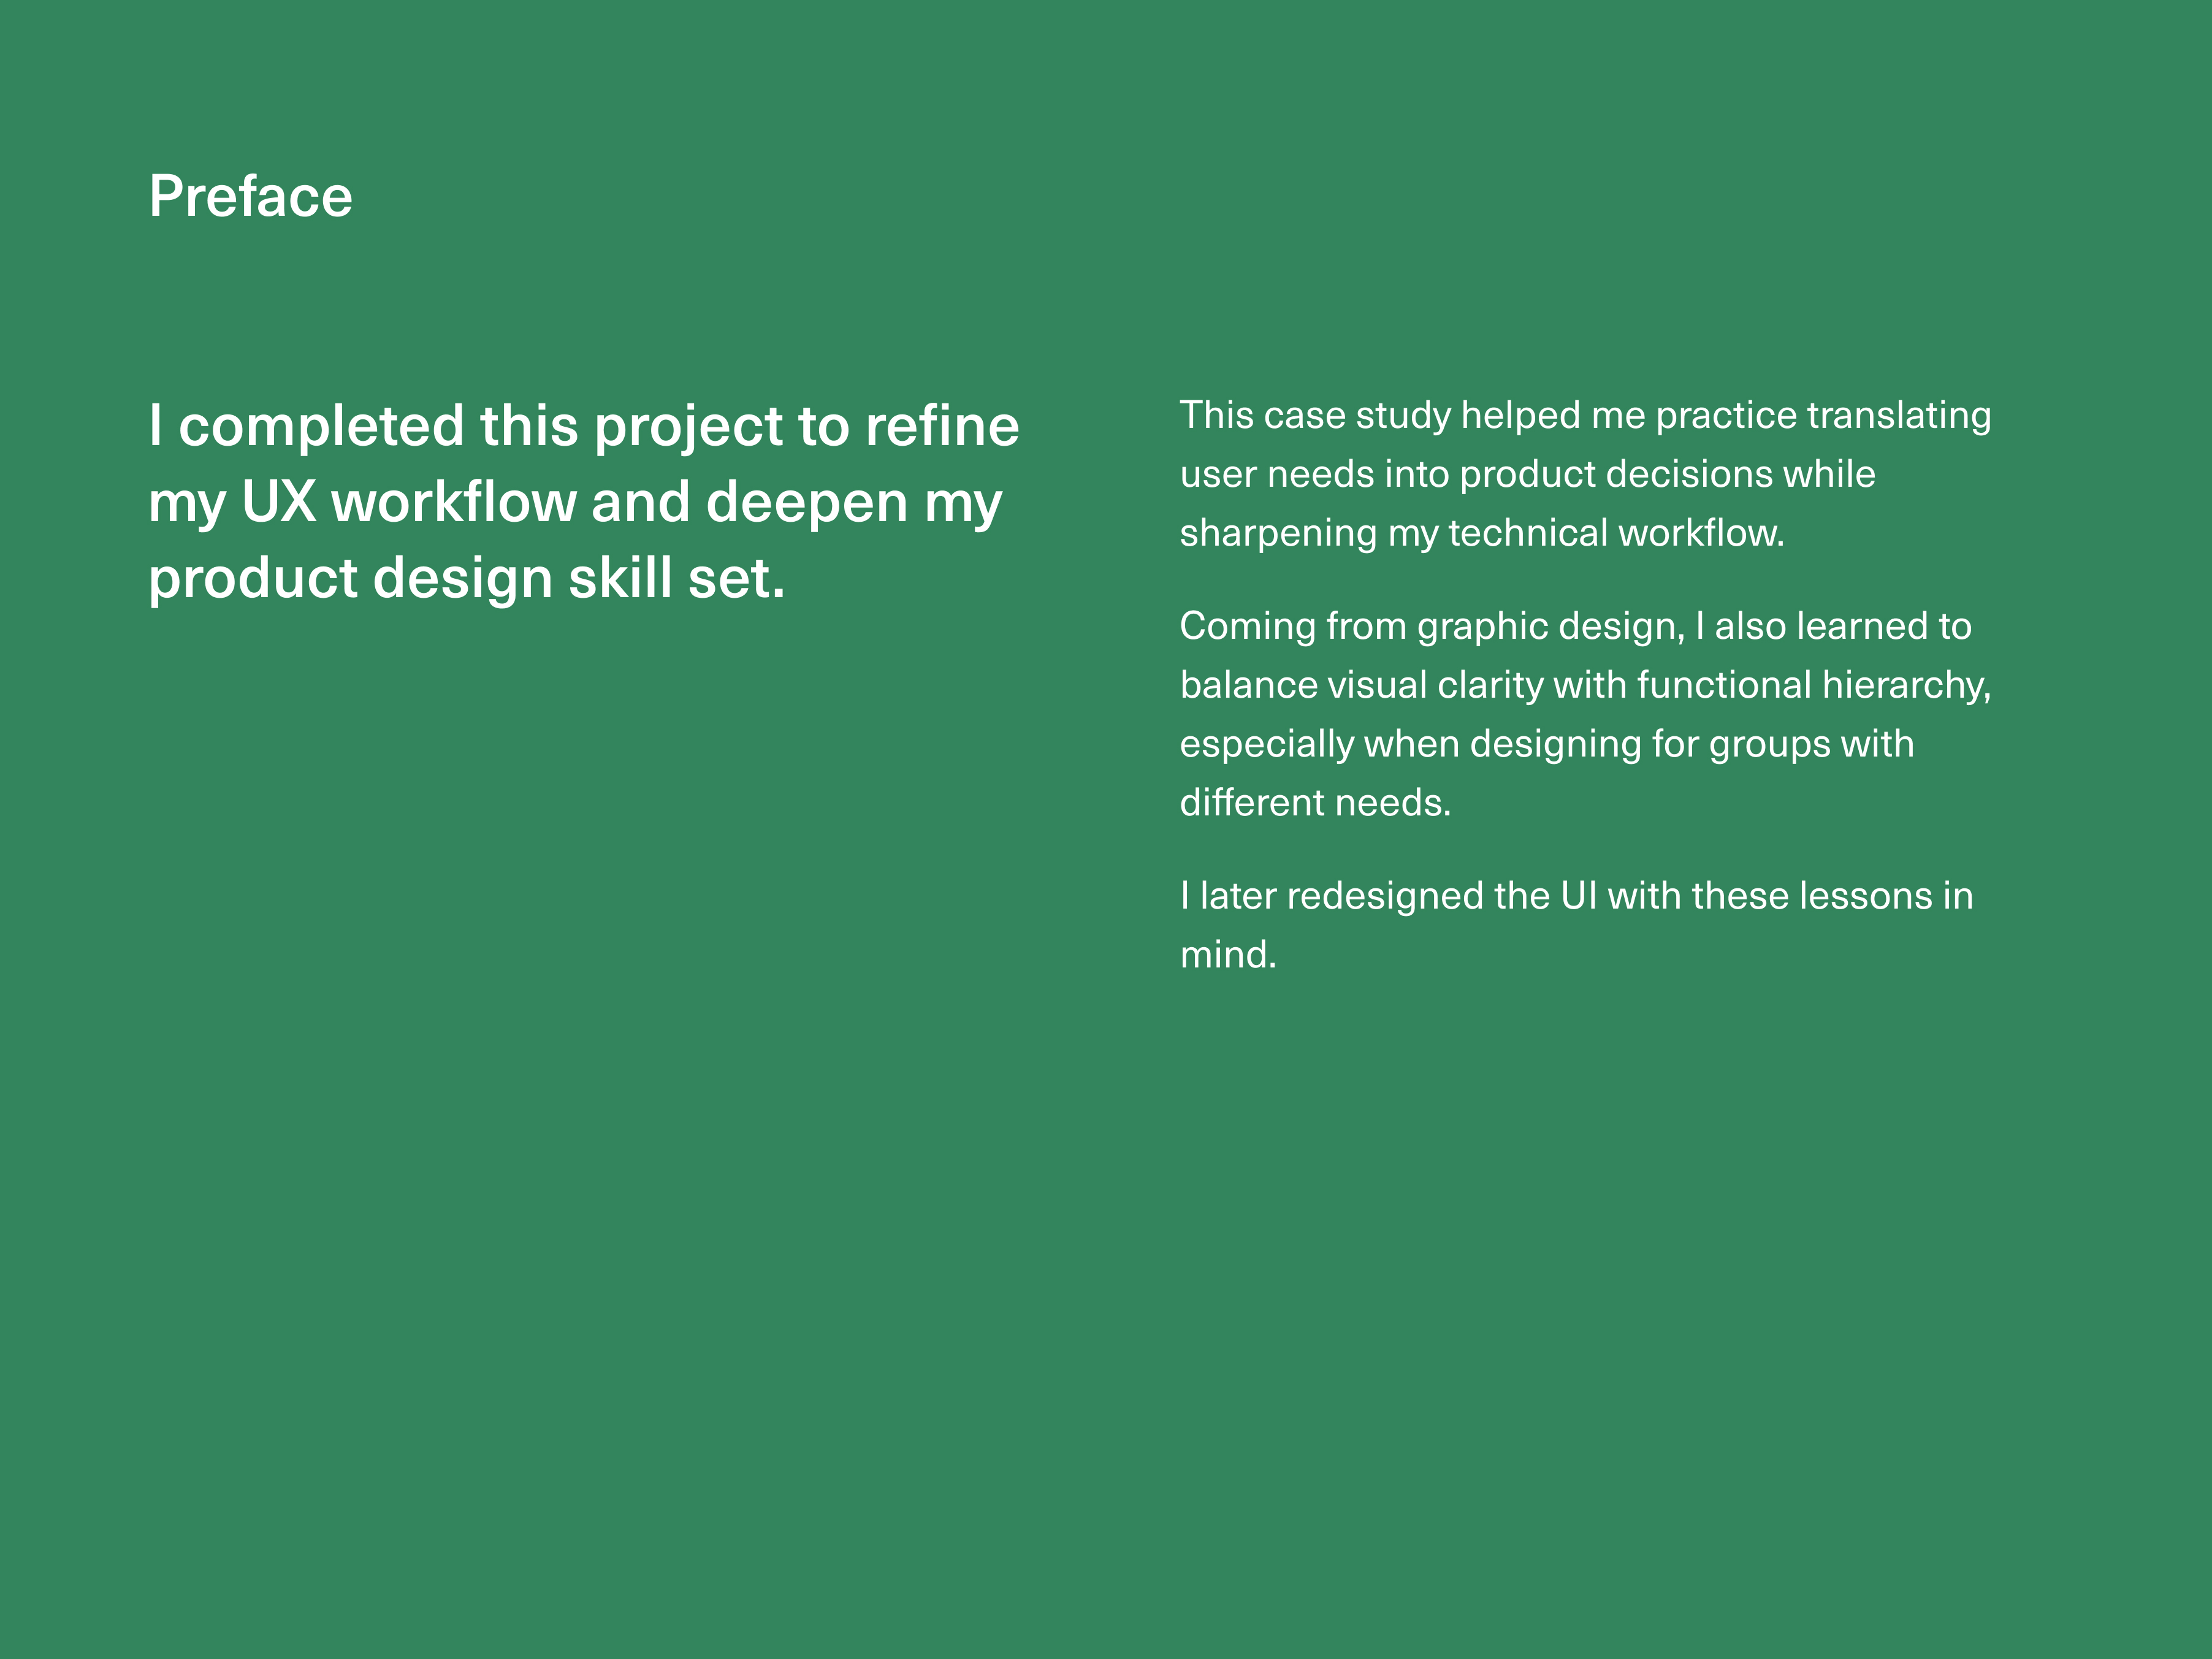 Preface
I completed this project to refine
my UX workflow and deepen my
product design skill set.
This case study helped me practice translating
user needs into product decisions while
sharpening my technical workflow.
Coming from graphic design, I also learned to
balance visual clarity with functional hierarchy,
especially when designing for groups with
different needs.
I later redesigned the UI with these lessons in
mind.